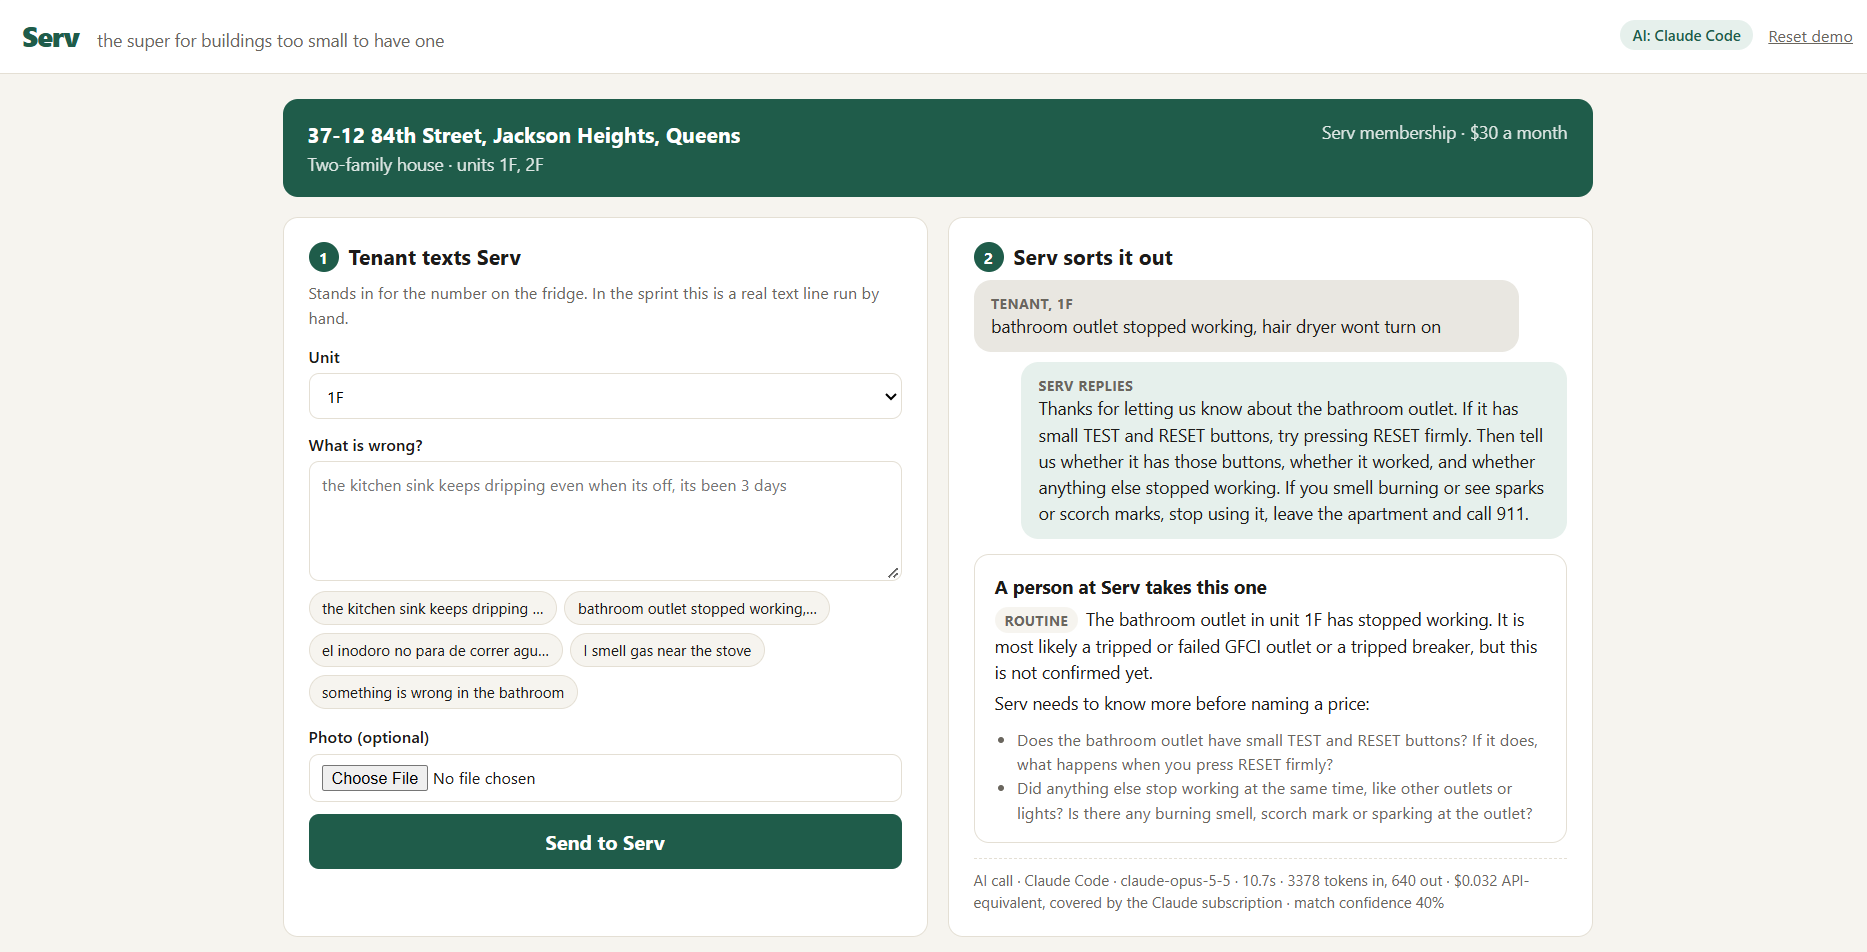 Serv
the super for buildings too small to have one
AI: Claude Code
Reset demo
37-12 84th Street, Jackson Heights, Queens
Two-family house · units 1F, 2F
Serv membership · $30 a month
1
Tenant texts Serv
Stands in for the number on the fridge. In the sprint this is a real text line run by
hand.
Unit
1F
What is wrong?
the kitchen sink keeps dripping even when its off, its been 3 days
the kitchen sink keeps dripping ...
bathroom outlet stopped working,...
el inodoro no para de correr agu...
I smell gas near the stove
something is wrong in the bathroom
Photo (optional)
Choose File No file chosen
Send to Serv
2
Serv sorts it out
TENANT, 1F
bathroom outlet stopped working, hair dryer wont turn on
SERV REPLIES
Thanks for letting us know about the bathroom outlet. If it has
small TEST and RESET buttons, try pressing RESET firmly. Then tell
us whether it has those buttons, whether it worked, and whether
anything else stopped working. If you smell burning or see sparks
or scorch marks, stop using it, leave the apartment and call 911.
A person at Serv takes this one
ROUTINE The bathroom outlet in unit 1F has stopped working. It is
most likely a tripped or failed GFCI outlet or a tripped breaker, but this
is not confirmed yet.
Serv needs to know more before naming a price:
• Does the bathroom outlet have small TEST and RESET buttons? If it does,
what happens when you press RESET firmly?
• Did anything else stop working at the same time, like other outlets or
lights? Is there any burning smell, scorch mark or sparking at the outlet?
AI call · Claude Code · claude-opus-5-5 · 10.7s · 3378 tokens in, 640 out · $0.032 API-
equivalent, covered by the Claude subscription · match confidence 40%